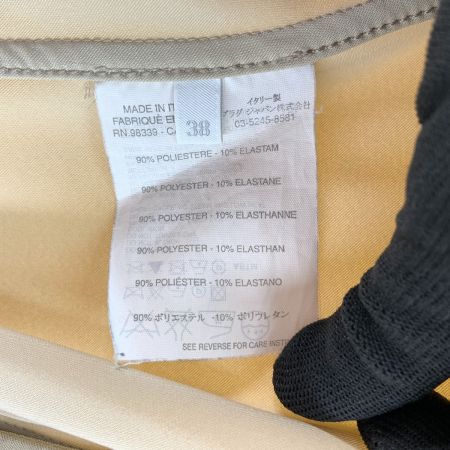 MADE IN IT
FABRIQUÉ E
RN.98339 - C
38
イタリー製
プラグ ジャパン株式会社
03-5245-8581
90% POLIESTERE - 10% ELASTAM
90% POLYESTER - 10% ELASTANE
90% POLYESTER - 10% ELASTHANNE
90% POLYESTER - 10% ELASTHAN
90% POLIÉSTER - 10% ELASTANO
90% ポリエステル - 10% ポリウレタン
SEE REVERSE FOR CARE INSTR